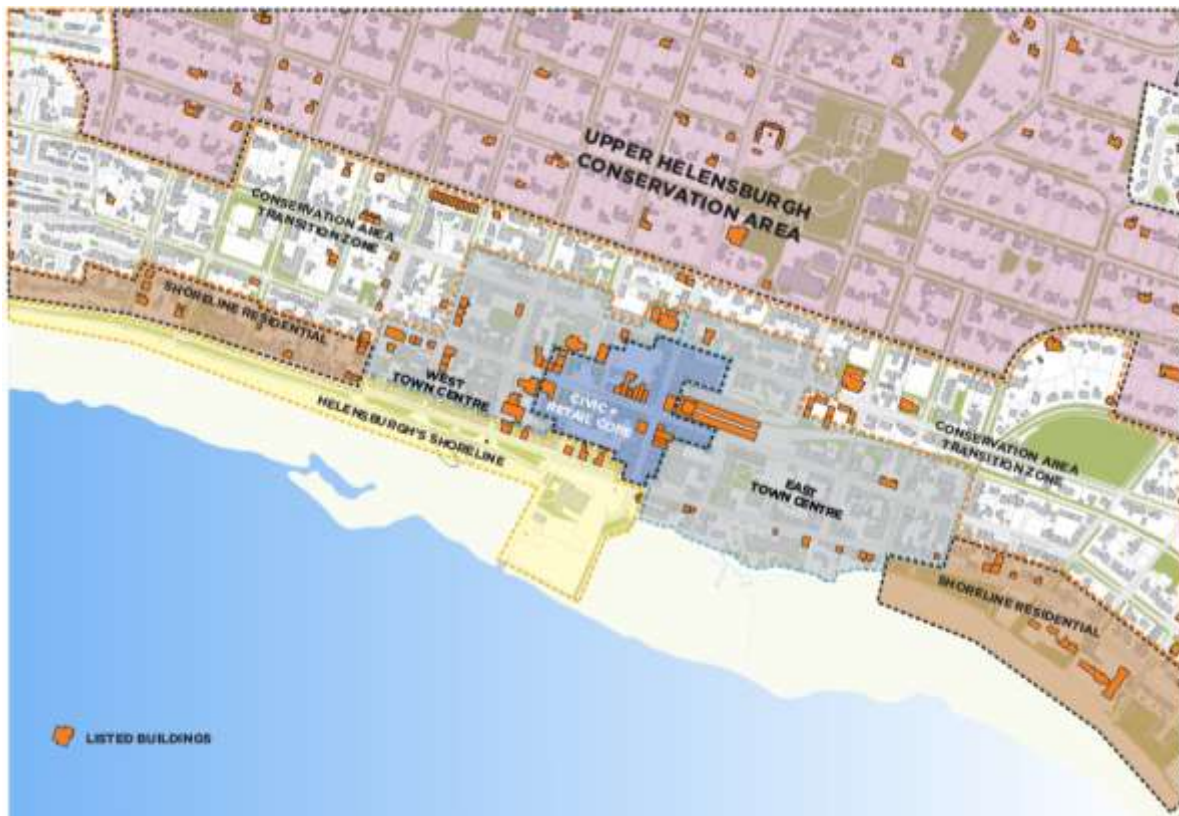 UPPER HELENSBURGH
CONSERVATION AREA
CONSERVATION AREA
TRANSITION ZONE
SHORELINE RESIDENTIAL
WEST
TOWN CENTRE
CIVIC +
RETAIL CORE
HELENSBURGH'S SHORELINE
EAST
TOWN CENTRE
CONSERVATION AREA
TRANSITION ZONE
SHORELINE RESIDENTIAL
LISTED BUILDINGS